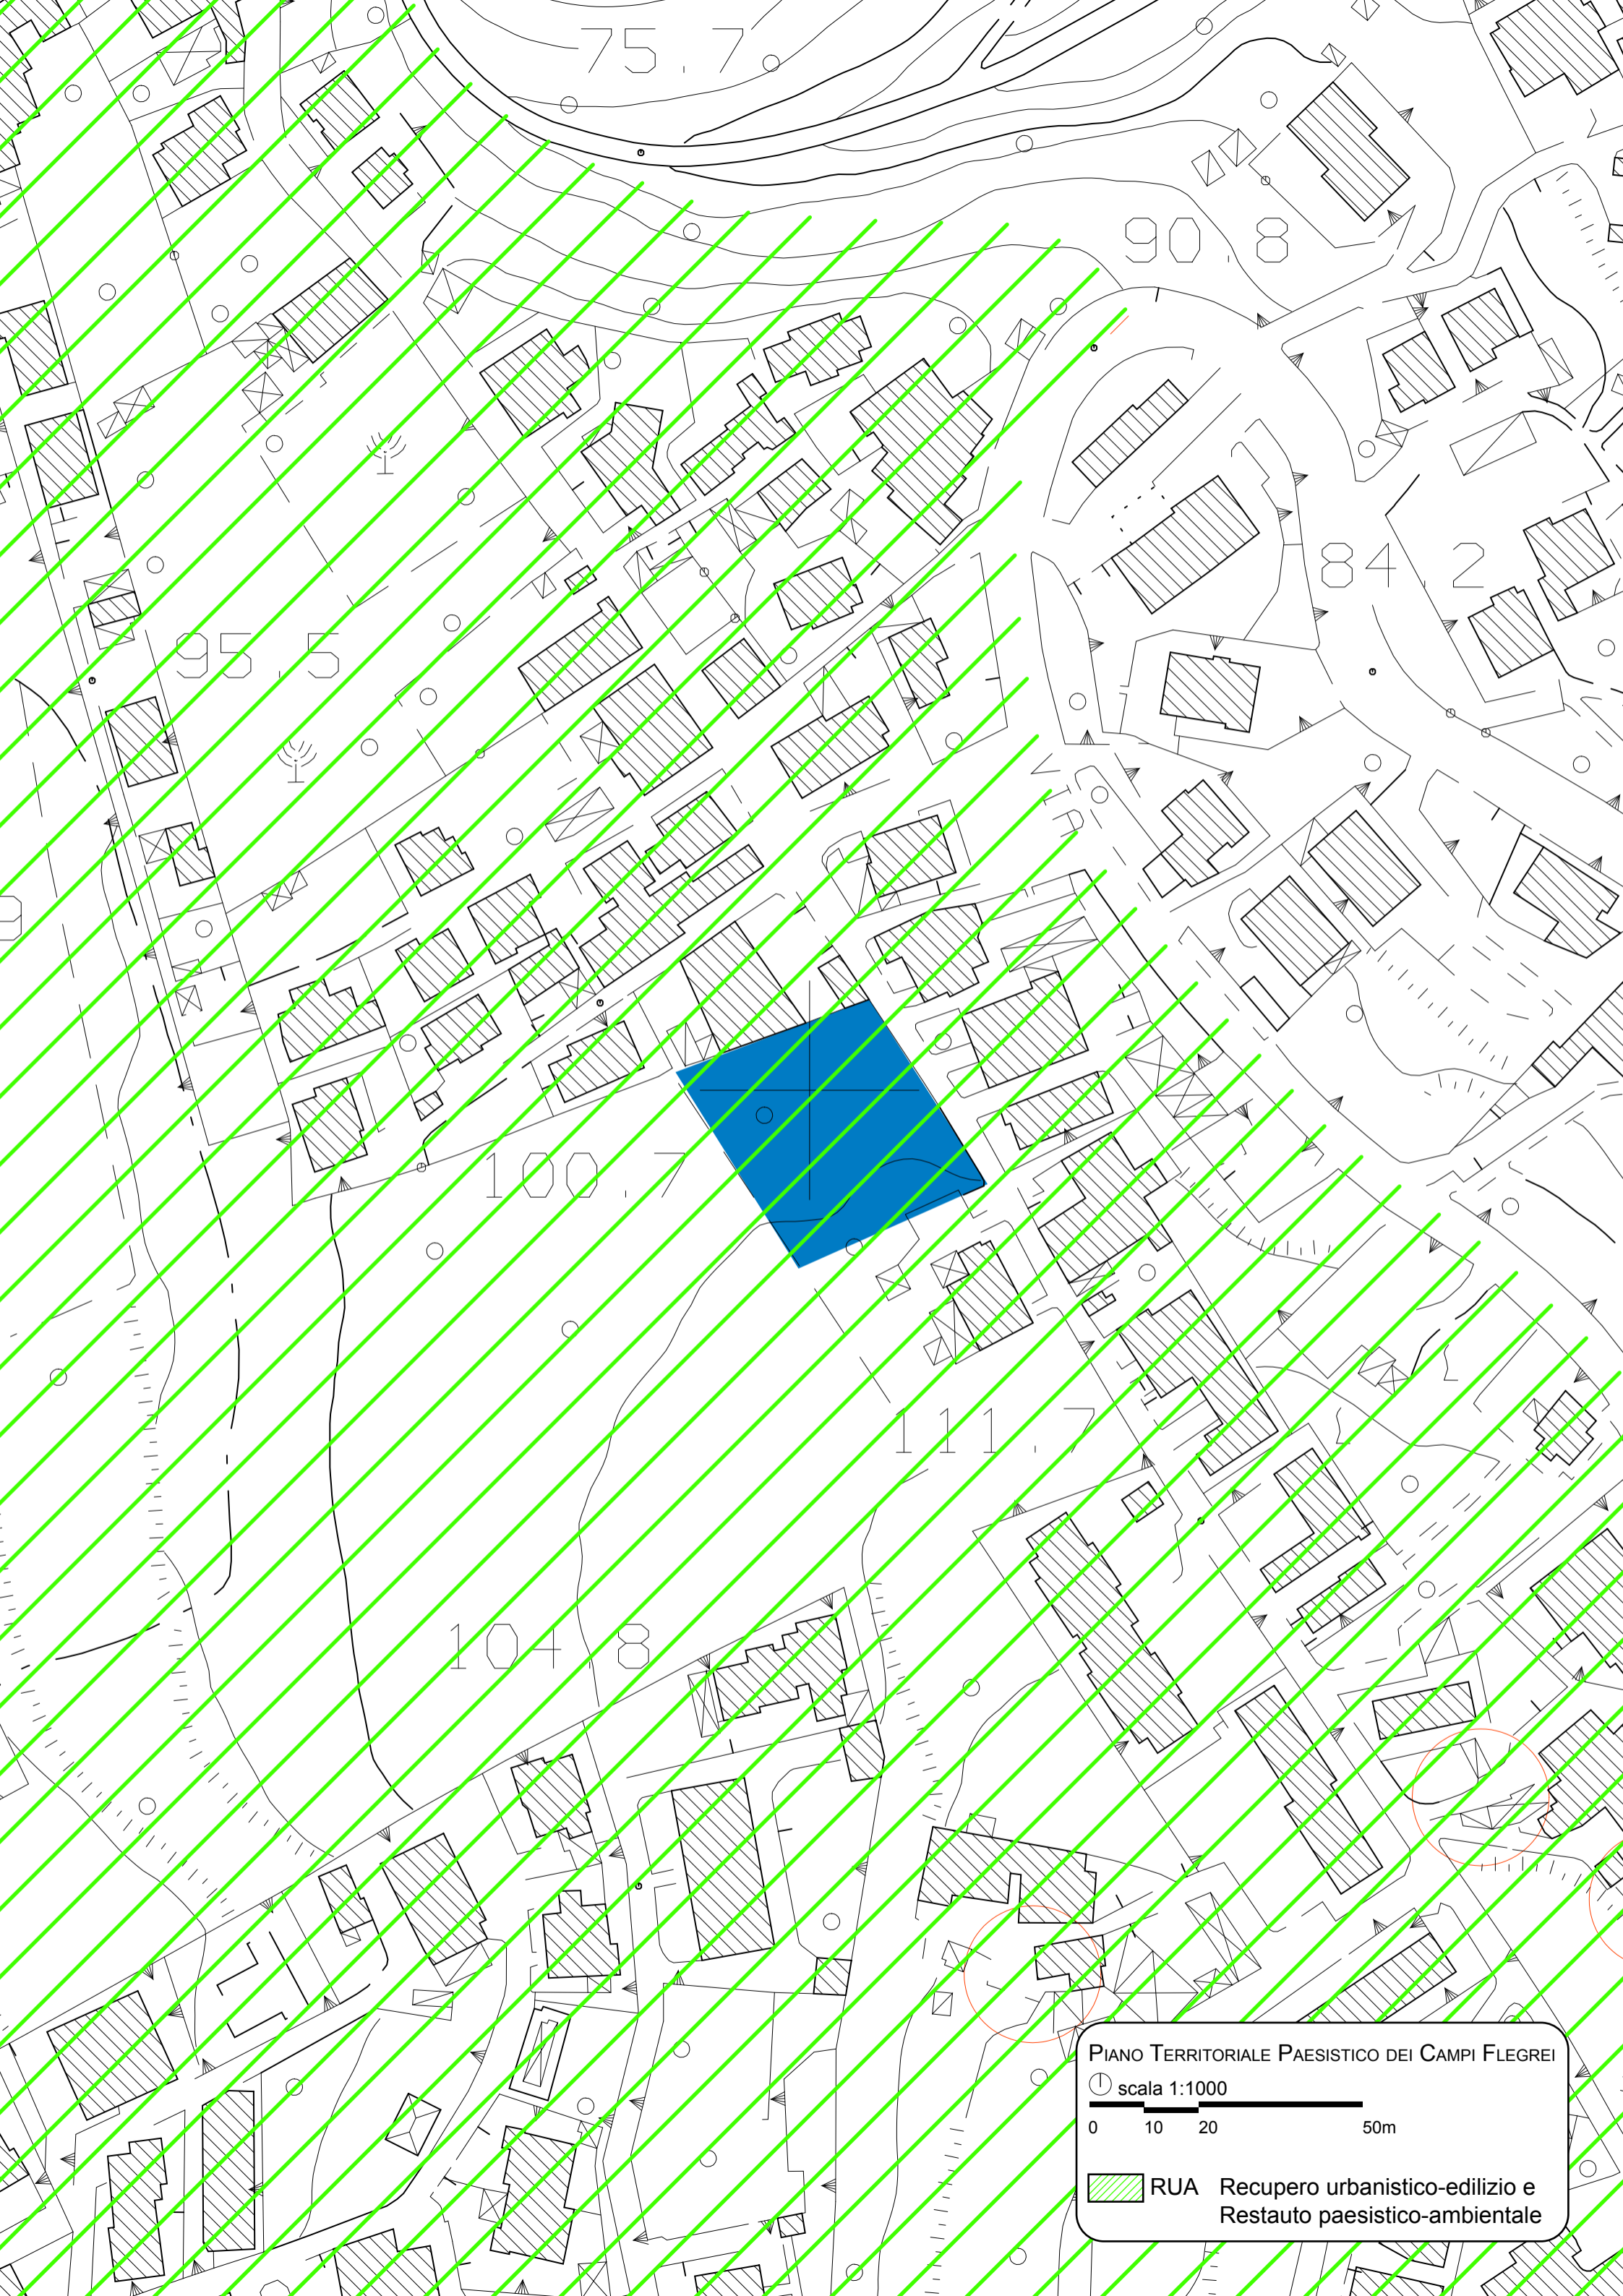 75,7
90,8
84,2
95,5
100,7
111,7
104,8
PIANO TERRITORIALE PAESISTICO DEI CAMPI FLEGREI
scala 1:1000
0 10 20 50m
RUA Recupero urbanistico-edilizio e
Restauto paesistico-ambientale